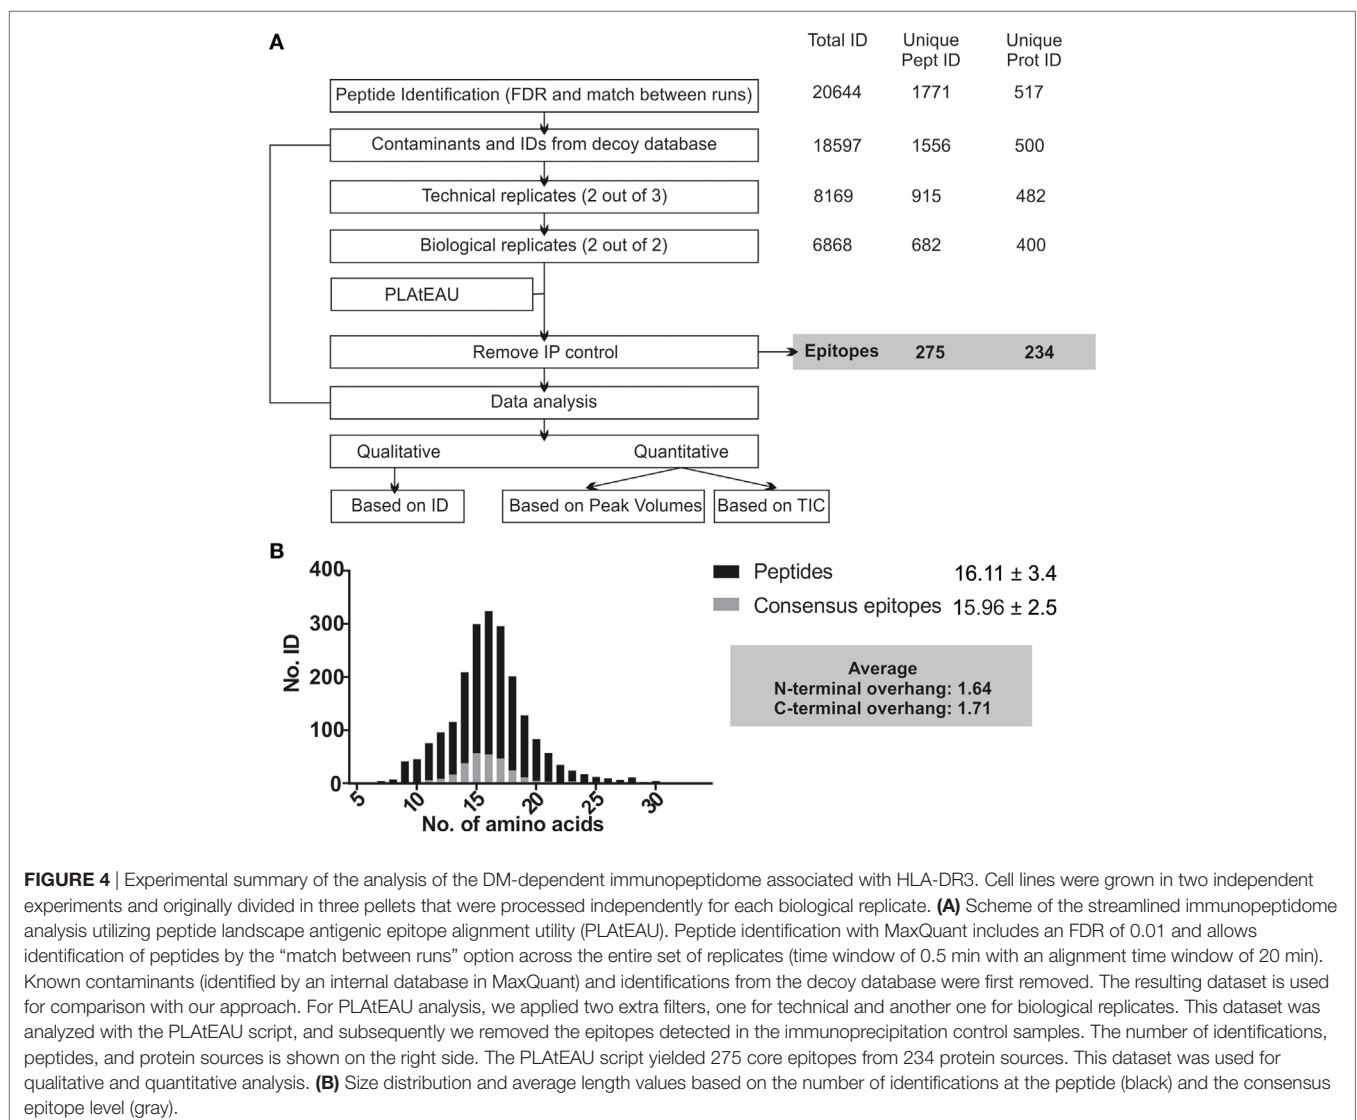 A
Total ID
Unique Pept ID
Unique Prot ID
Peptide Identification (FDR and match between runs) 20644 1771 517
Contaminants and IDs from decoy database 18597 1556 500
Technical replicates (2 out of 3) 8169 915 482
Biological replicates (2 out of 2) 6868 682 400
PLAtEAU
Remove IP control Epitopes 275 234
Data analysis
Qualitative Quantitative
Based on ID Based on Peak Volumes Based on TIC
B
400
300
200
100
0
No. ID
5 10 15 20 25 30
No. of amino acids
Peptides 16.11 ± 3.4
Consensus epitopes 15.96 ± 2.5
Average
N-terminal overhang: 1.64
C-terminal overhang: 1.71
FIGURE 4 | Experimental summary of the analysis of the DM-dependent immunopeptidome associated with HLA-DR3. Cell lines were grown in two independent
experiments and originally divided in three pellets that were processed independently for each biological replicate. (A) Scheme of the streamlined immunopeptidome
analysis utilizing peptide landscape antigenic epitope alignment utility (PLAtEAU). Peptide identification with MaxQuant includes an FDR of 0.01 and allows
identification of peptides by the “match between runs” option across the entire set of replicates (time window of 0.5 min with an alignment time window of 20 min).
Known contaminants (identified by an internal database in MaxQuant) and identifications from the decoy database were first removed. The resulting dataset is used
for comparison with our approach. For PLAtEAU analysis, we applied two extra filters, one for technical and another one for biological replicates. This dataset was
analyzed with the PLAtEAU script, and subsequently we removed the epitopes detected in the immunoprecipitation control samples. The number of identifications,
peptides, and protein sources is shown on the right side. The PLAtEAU script yielded 275 core epitopes from 234 protein sources. This dataset was used for
qualitative and quantitative analysis. (B) Size distribution and average length values based on the number of identifications at the peptide (black) and the consensus
epitope level (gray).